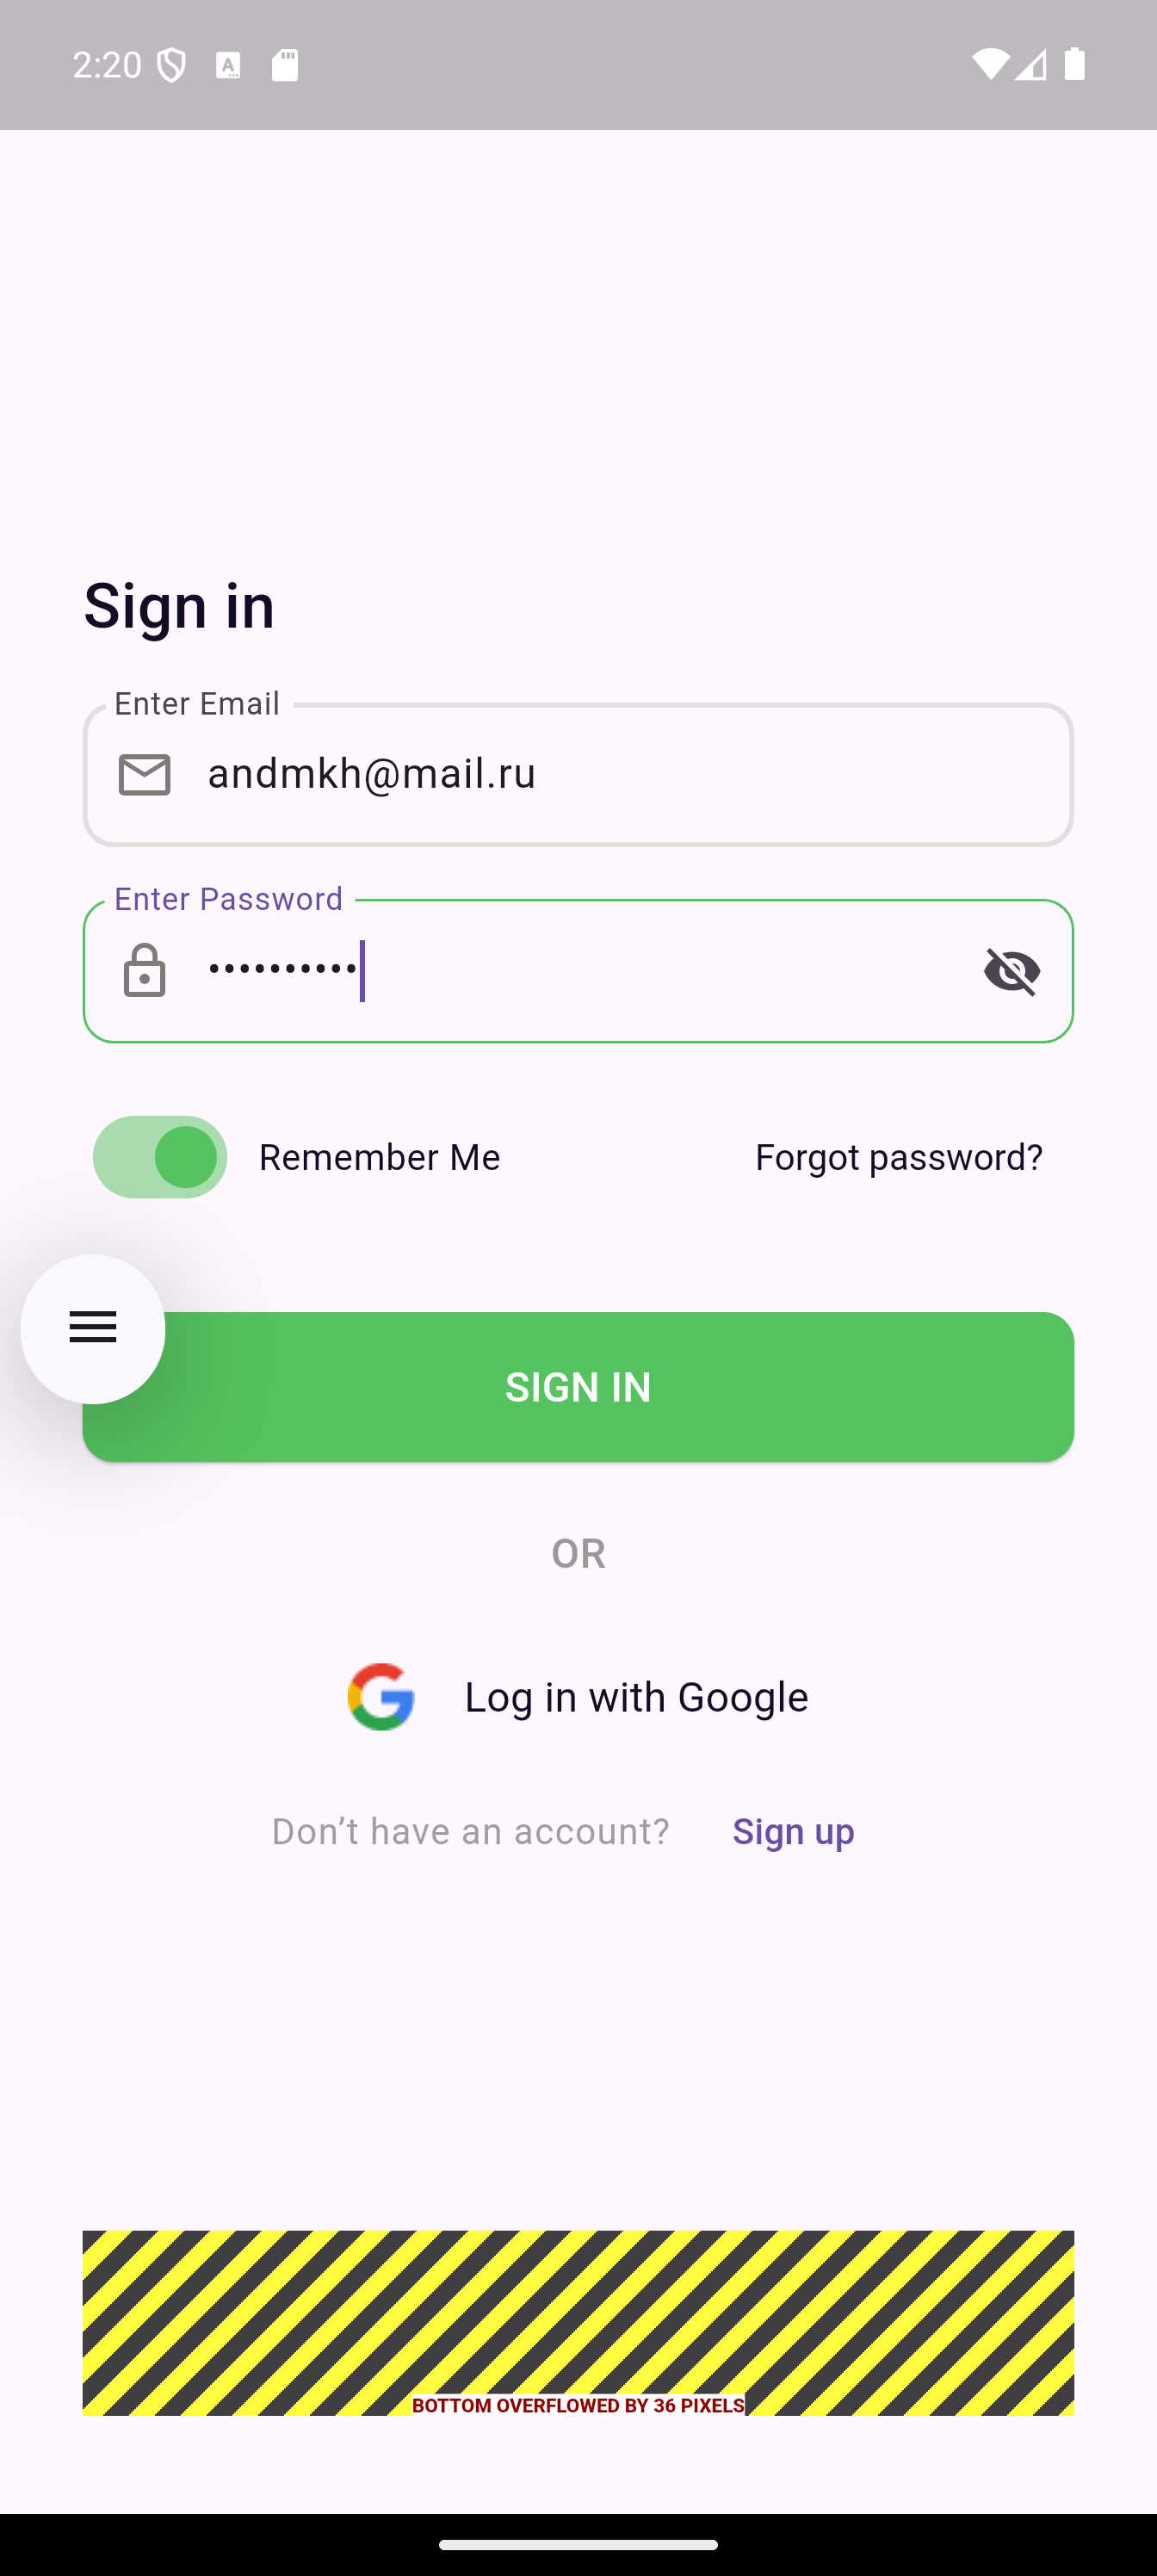 2:20
Sign in
Enter Email
andmkh@mail.ru
Enter Password
••••••••••
Remember Me
Forgot password?
SIGN IN
OR
Log in with Google
Don’t have an account? Sign up
BOTTOM OVERFLOWED BY 36 PIXELS